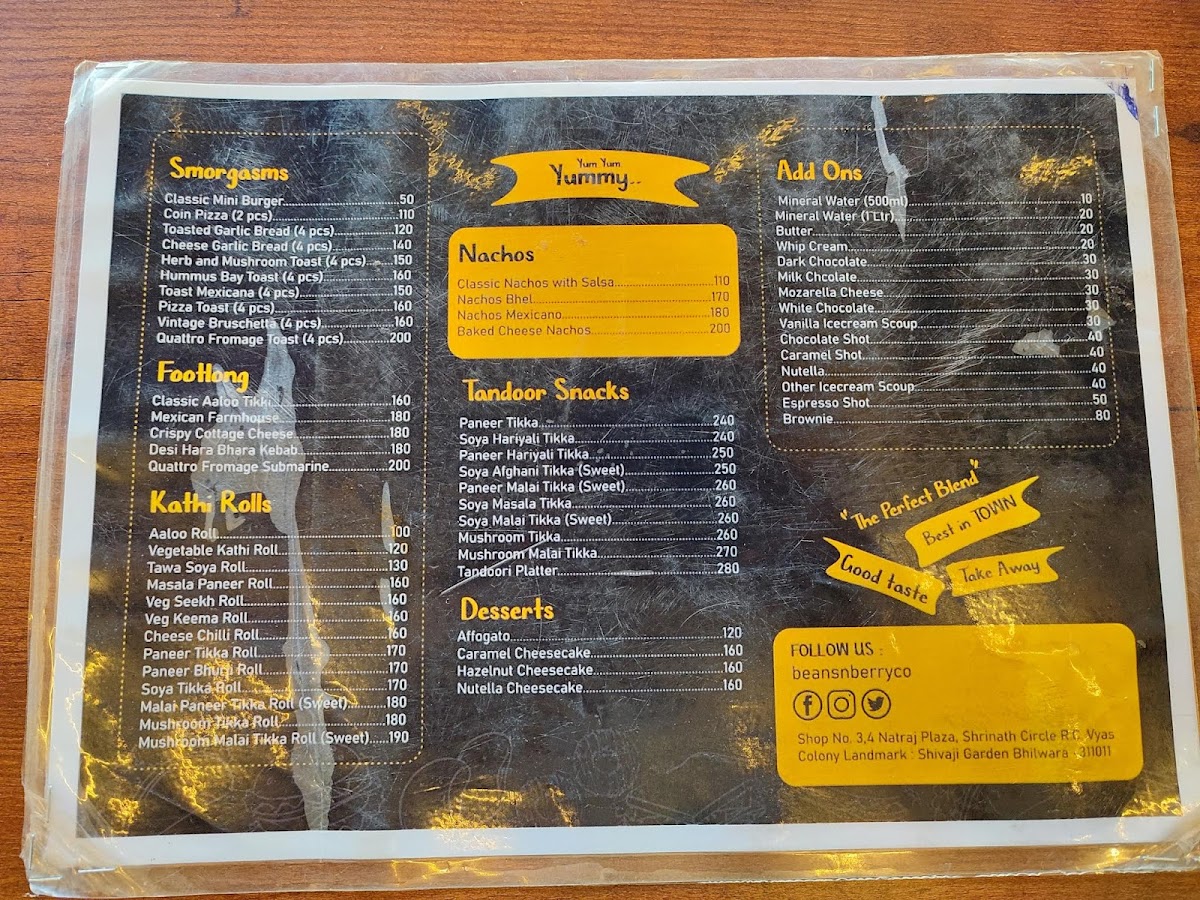 Smorgasms
Classic Mini Burger 50
Coin Pizza (2 pcs) 110
Toasted Garlic Bread (4 pcs) 120
Cheese Garlic Bread (4 pcs) 140
Herb and Mushroom Toast (4 pcs) 150
Hummus Bay Toast (4 pcs) 160
Toast Mexicana (4 pcs) 150
Pizza Toast (4 pcs) 160
Vintage Bruschetta (4 pcs) 160
Quattro Fromage Toast (4 pcs) 200
Footlong
Classic Aaloo Tikki 160
Mexican Farmhouse 180
Crispy Cottage Cheese 180
Desi Hara Bhara Kebab 180
Quattro Fromage Submarine 200
Kathi Rolls
Aaloo Roll 100
Vegetable Kathi Roll 120
Tawa Soya Roll 130
Masala Paneer Roll 160
Veg Seekh Roll 160
Veg Keema Roll 160
Cheese Chilli Roll 160
Paneer Tikka Roll 170
Paneer Bhurji Roll 170
Soya Tikka Roll 170
Malai Paneer Tikka Roll (Sweet) 180
Mushroom Tikka Roll 180
Mushroom Malai Tikka Roll (Sweet) 190
Yum Yum
Yummy..
Nachos
Classic Nachos with Salsa 110
Nachos Bhel 170
Nachos Mexicano 180
Baked Cheese Nachos 200
Tandoor Snacks
Paneer Tikka 240
Soya Hariyali Tikka 240
Paneer Hariyali Tikka 250
Soya Afghani Tikka (Sweet) 250
Paneer Malai Tikka (Sweet) 260
Soya Masala Tikka 260
Soya Malai Tikka (Sweet) 260
Mushroom Tikka 260
Mushroom Malai Tikka 270
Tandoori Platter 280
Desserts
Affogato 120
Caramel Cheesecake 160
Hazelnut Cheesecake 160
Nutella Cheesecake 160
Add Ons
Mineral Water (500ml) 10
Mineral Water (1 Ltr) 20
Butter 20
Whip Cream 20
Dark Chocolate 30
Milk Chcolate 30
Mozarella Cheese 30
White Chocolate 30
Vanilla Icecream Scoup 30
Chocolate Shot 40
Caramel Shot 40
Nutella 40
Other Icecream Scoup 40
Espresso Shot 50
Brownie 80
"The Perfect Blend"
Best in TOWN
Good taste
Take Away
FOLLOW US :
beansnberryco
Shop No. 3,4 Natraj Plaza, Shrinath Circle R.C. Vyas
Colony Landmark : Shivaji Garden Bhilwara - 311011